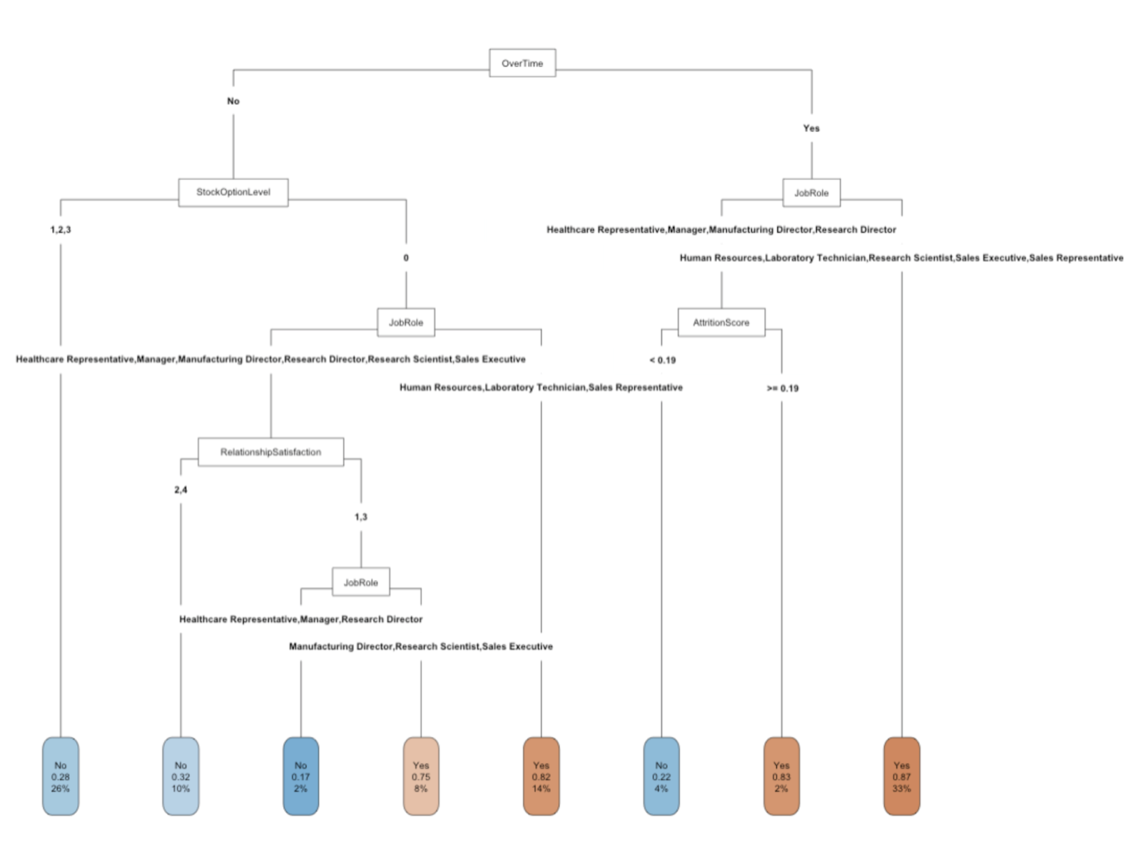 OverTime
No
Yes
StockOptionLevel
JobRole
1,2,3
Healthcare Representative,Manager,Manufacturing Director,Research Director
0
Human Resources,Laboratory Technician,Research Scientist,Sales Executive,Sales Representative
JobRole
AttritionScore
Healthcare Representative,Manager,Manufacturing Director,Research Director,Research Scientist,Sales Executive
< 0.19
Human Resources,Laboratory Technician,Sales Representative
>= 0.19
RelationshipSatisfaction
2,4
1,3
JobRole
Healthcare Representative,Manager,Research Director
Manufacturing Director,Research Scientist,Sales Executive
No
0.28
26%
No
0.32
10%
No
0.17
2%
Yes
0.75
8%
Yes
0.82
14%
No
0.22
4%
Yes
0.83
2%
Yes
0.87
33%